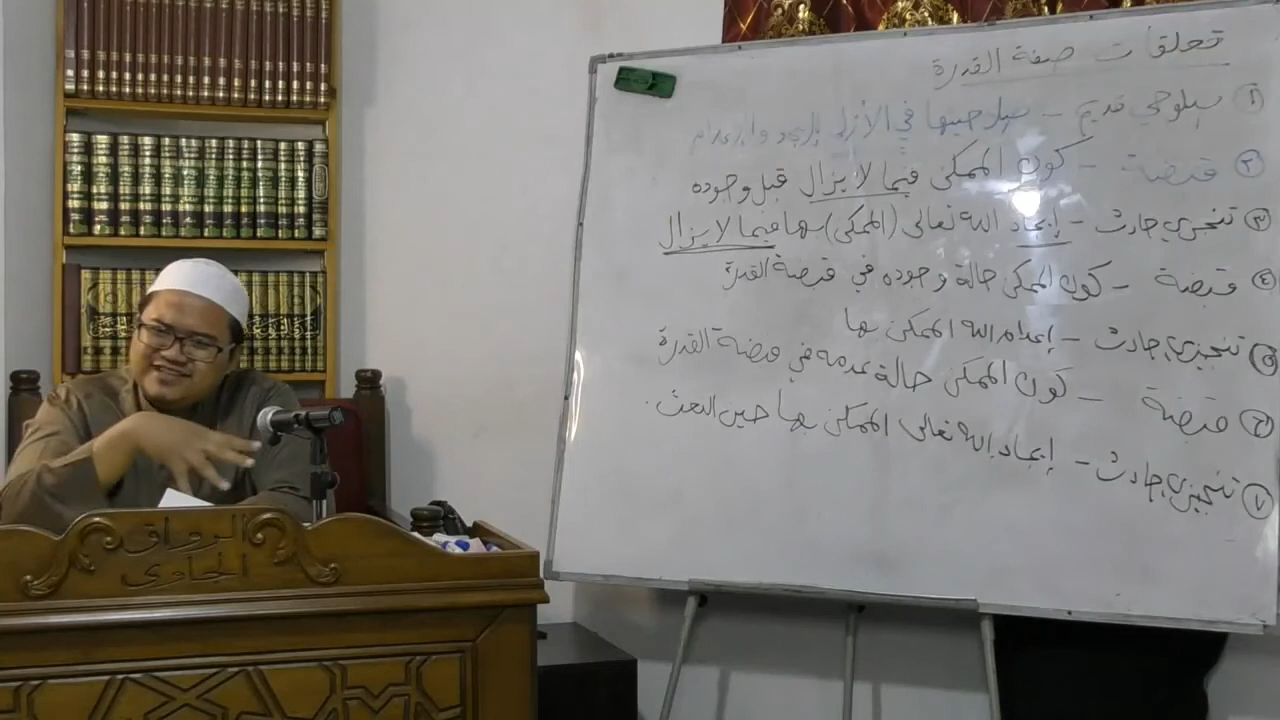 تعلقات صفة القدرة
١ صلوحي قديم - صلاحيتها في الأزل للإيجاد والإعدام
٢ قبضة - كون الممكن فيما لا يزال قبل وجوده
٣ تنجيزي حادث - إيجاد الله تعالى (الممكن) بها فيما لا يزال
٤ قبضة - كون الممكن حالة وجوده في قبضة القدرة
٥ تنجيزي حادث - إعدام الله الممكن بها
٦ قبضة - كون الممكن حالة عدمه في قبضة القدرة
٧ تنجيزي حادث - إيجاد الله تعالى الممكن بها حين البعث.
الرواق
الجاوى